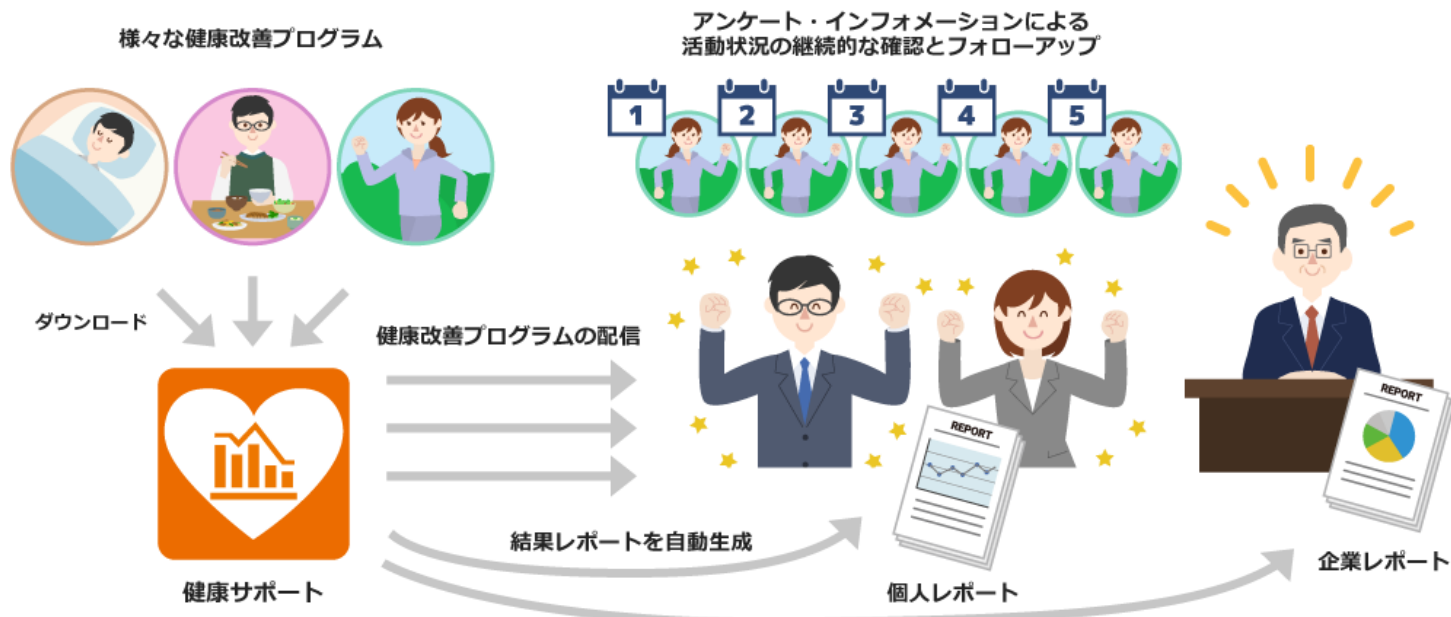 様々な健康改善プログラム
アンケート・インフォメーションによる
活動状況の継続的な確認とフォローアップ
1
2
3
4
5
ダウンロード
健康改善プログラムの配信
REPORT
REPORT
結果レポートを自動生成
健康サポート
個人レポート
企業レポート